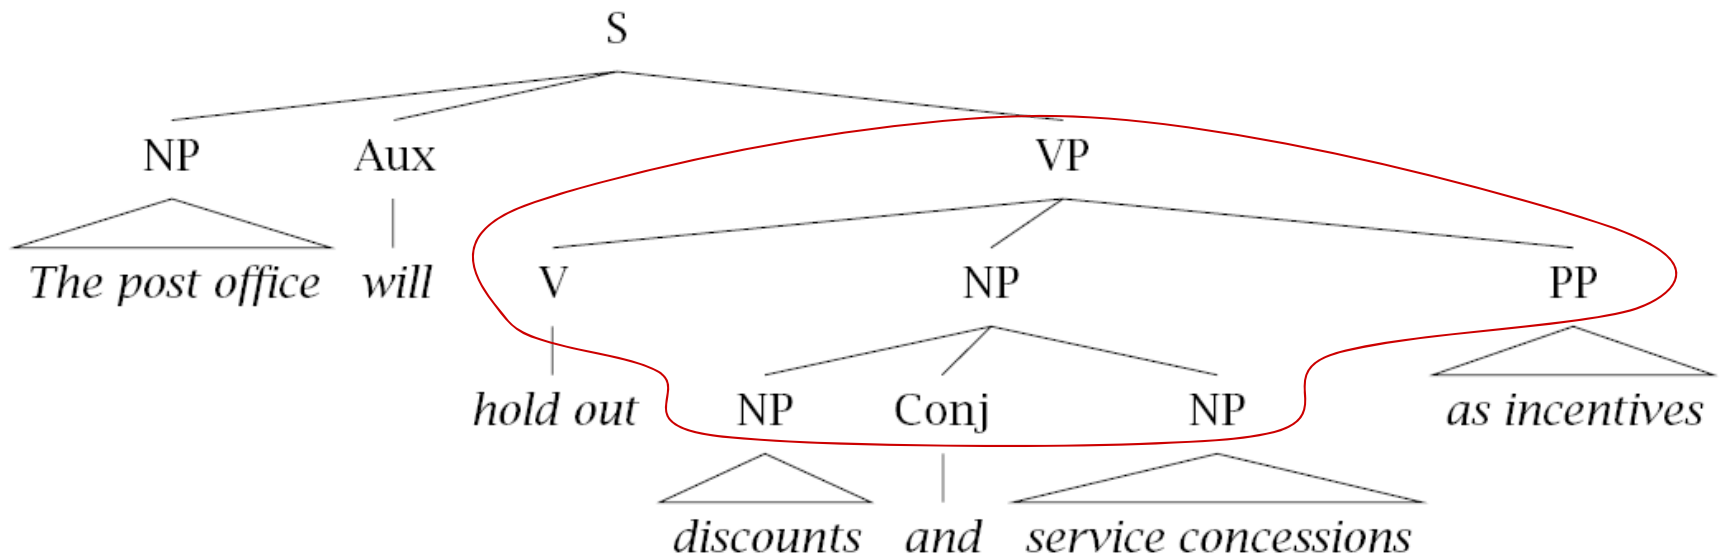 S
NP Aux VP
The post office will V NP PP
hold out NP Conj NP as incentives
discounts and service concessions